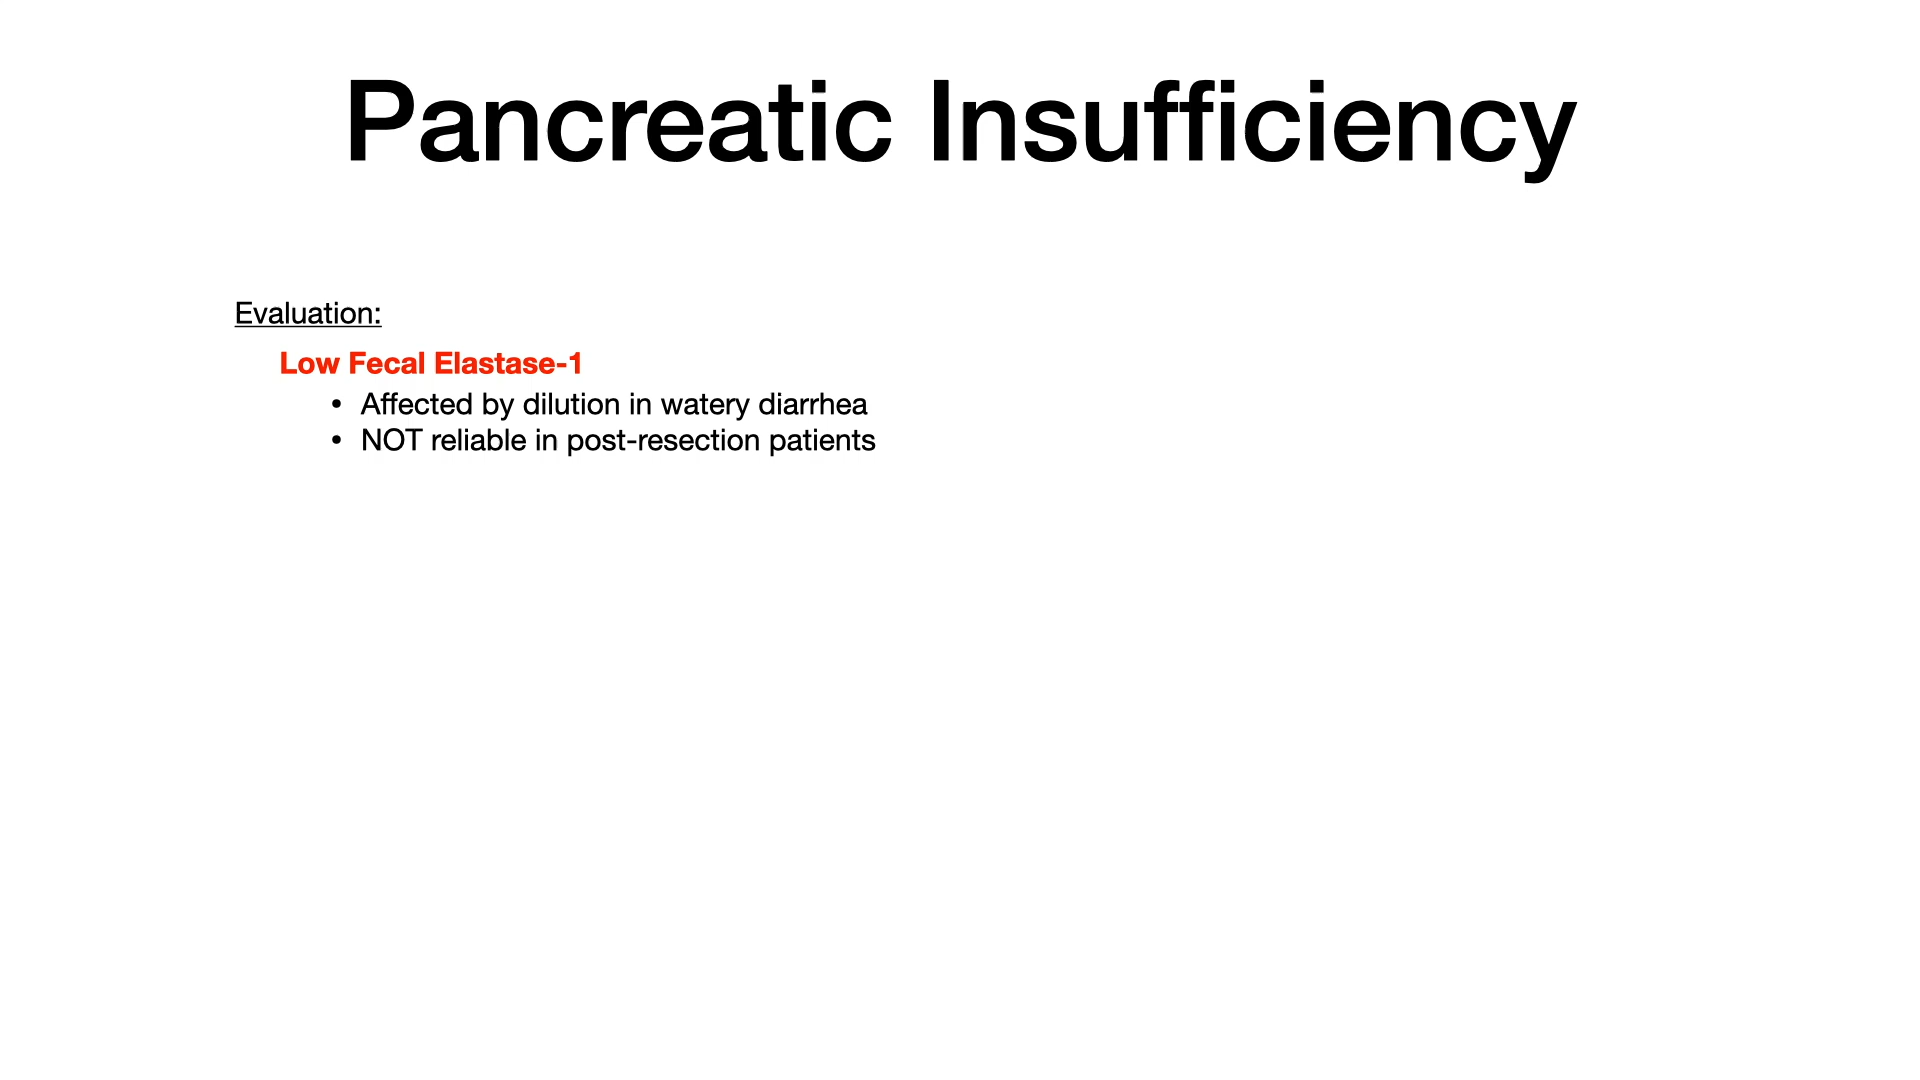 Pancreatic Insufficiency
Evaluation:
Low Fecal Elastase-1
• Affected by dilution in watery diarrhea
• NOT reliable in post-resection patients